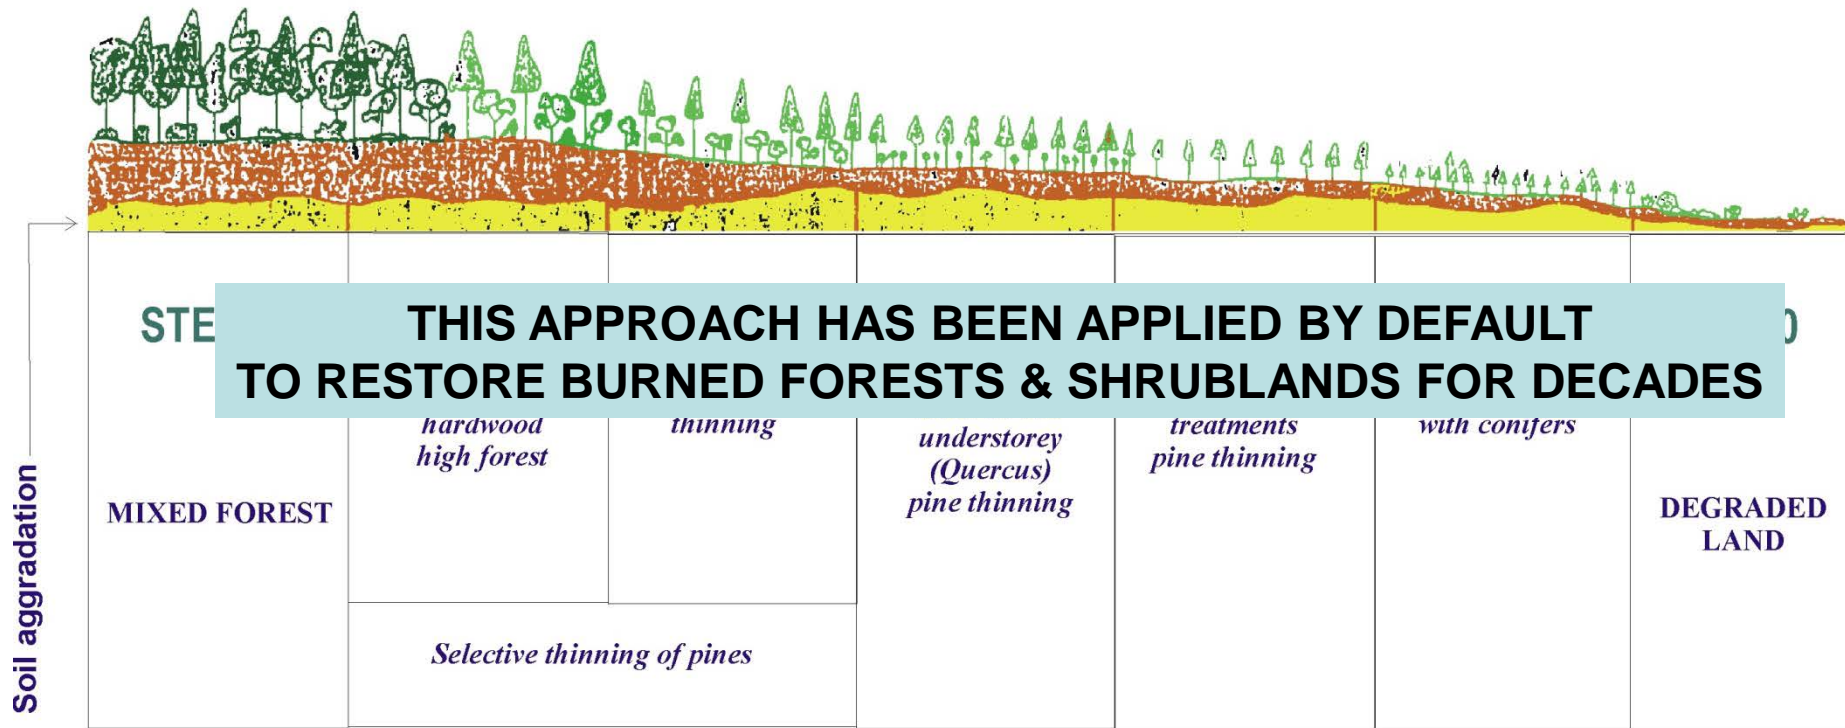 STE
0
THIS APPROACH HAS BEEN APPLIED BY DEFAULT
TO RESTORE BURNED FORESTS & SHRUBLANDS FOR DECADES
hardwood
high forest
thinning
understorey
(Quercus)
pine thinning
treatments
pine thinning
with conifers
MIXED FOREST
DEGRADED
LAND
Selective thinning of pines
Soil aggradation